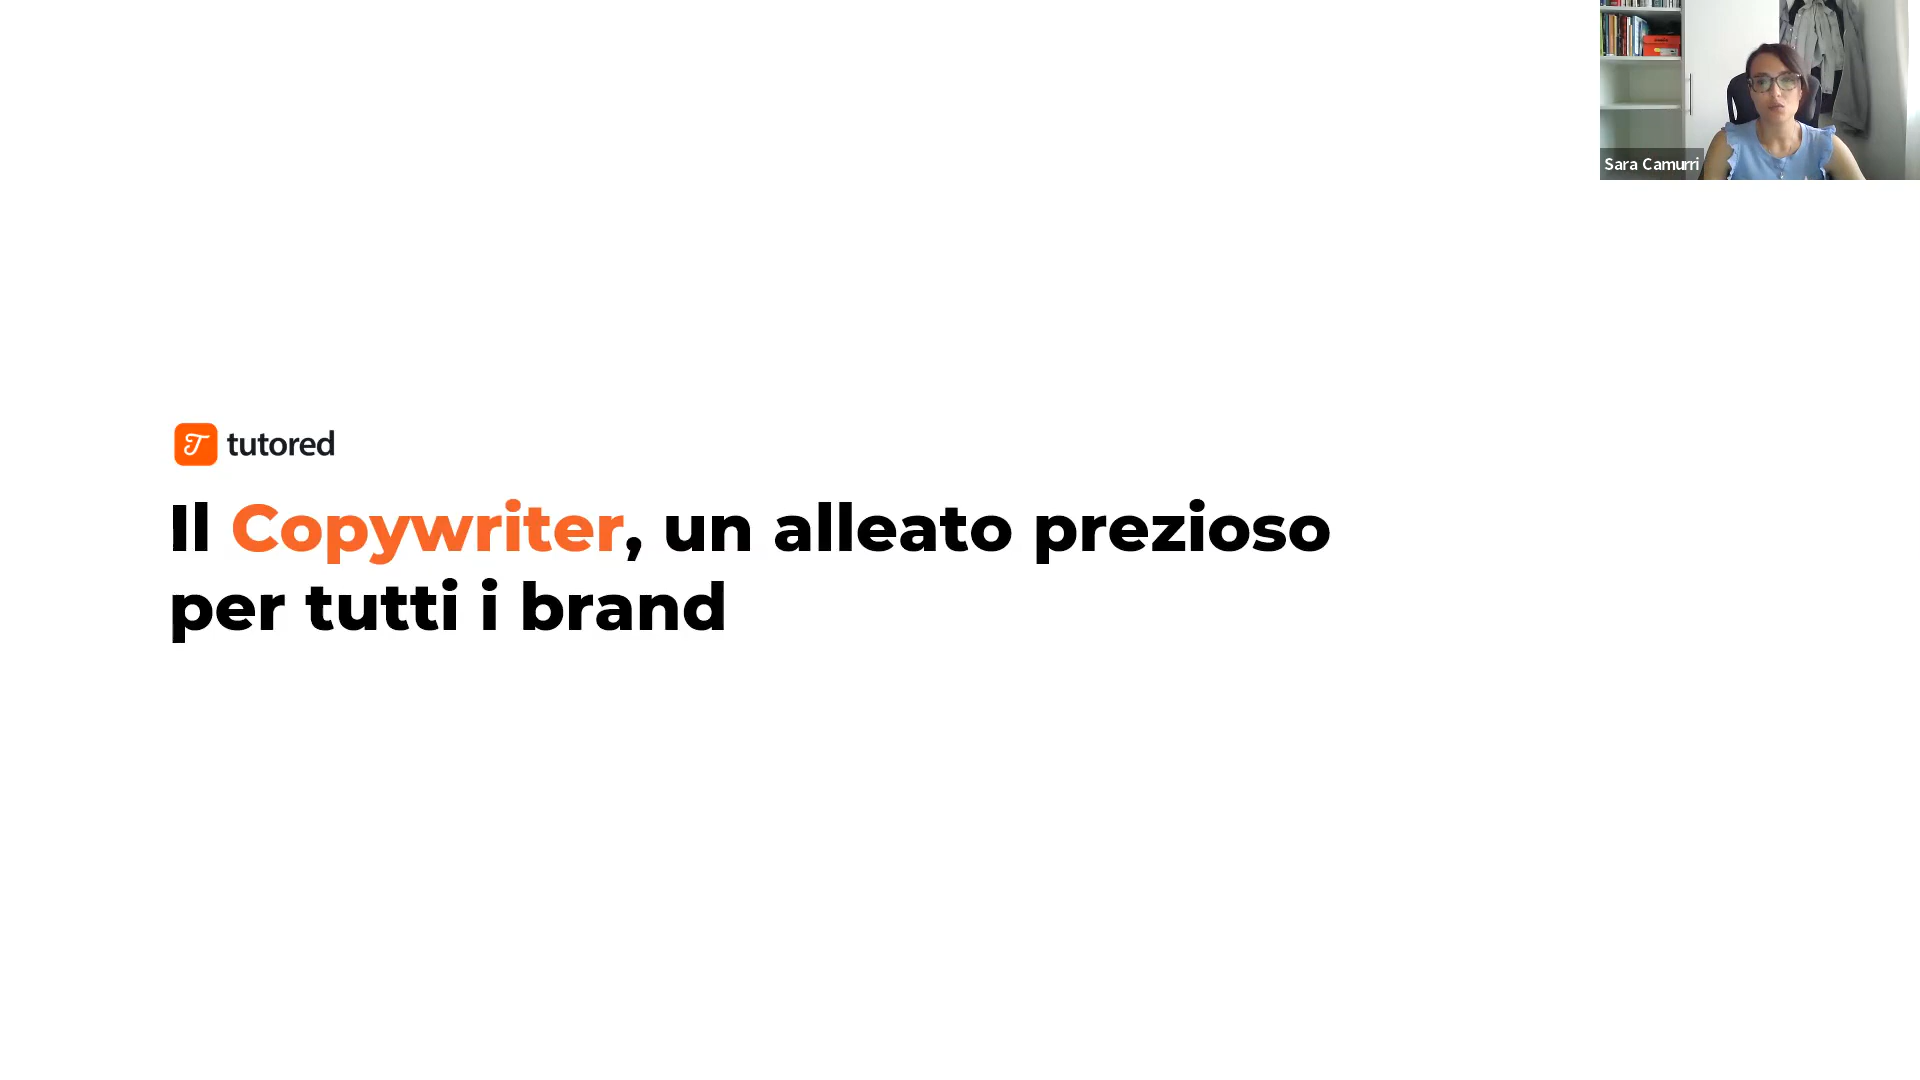 Sara Camurri
tutored
Il Copywriter, un alleato prezioso
per tutti i brand